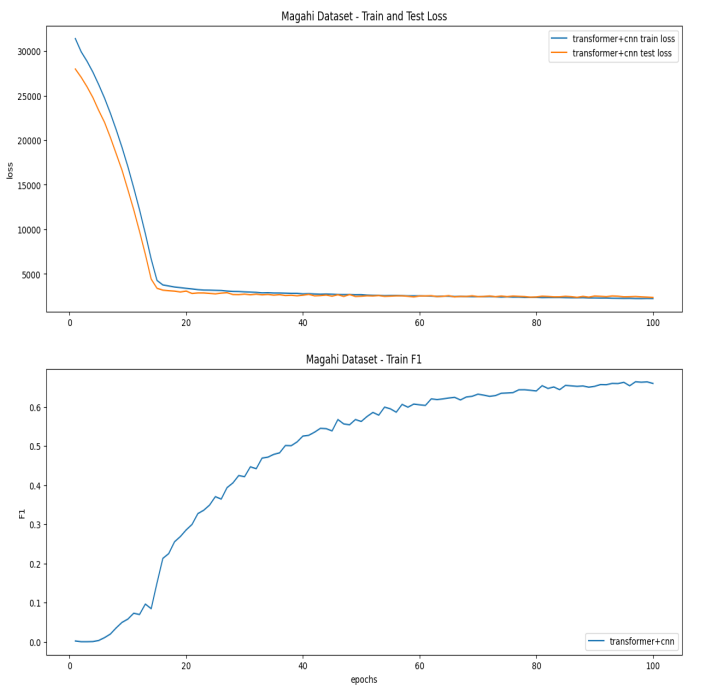 Magahi Dataset - Train and Test Loss
transformer+cnn train loss
transformer+cnn test loss
30000
25000
20000
15000
10000
5000
loss
0 20 40 60 80 100
Magahi Dataset - Train F1
0.6
0.5
0.4
0.3
0.2
0.1
0.0
F1
transformer+cnn
0 20 40 60 80 100
epochs